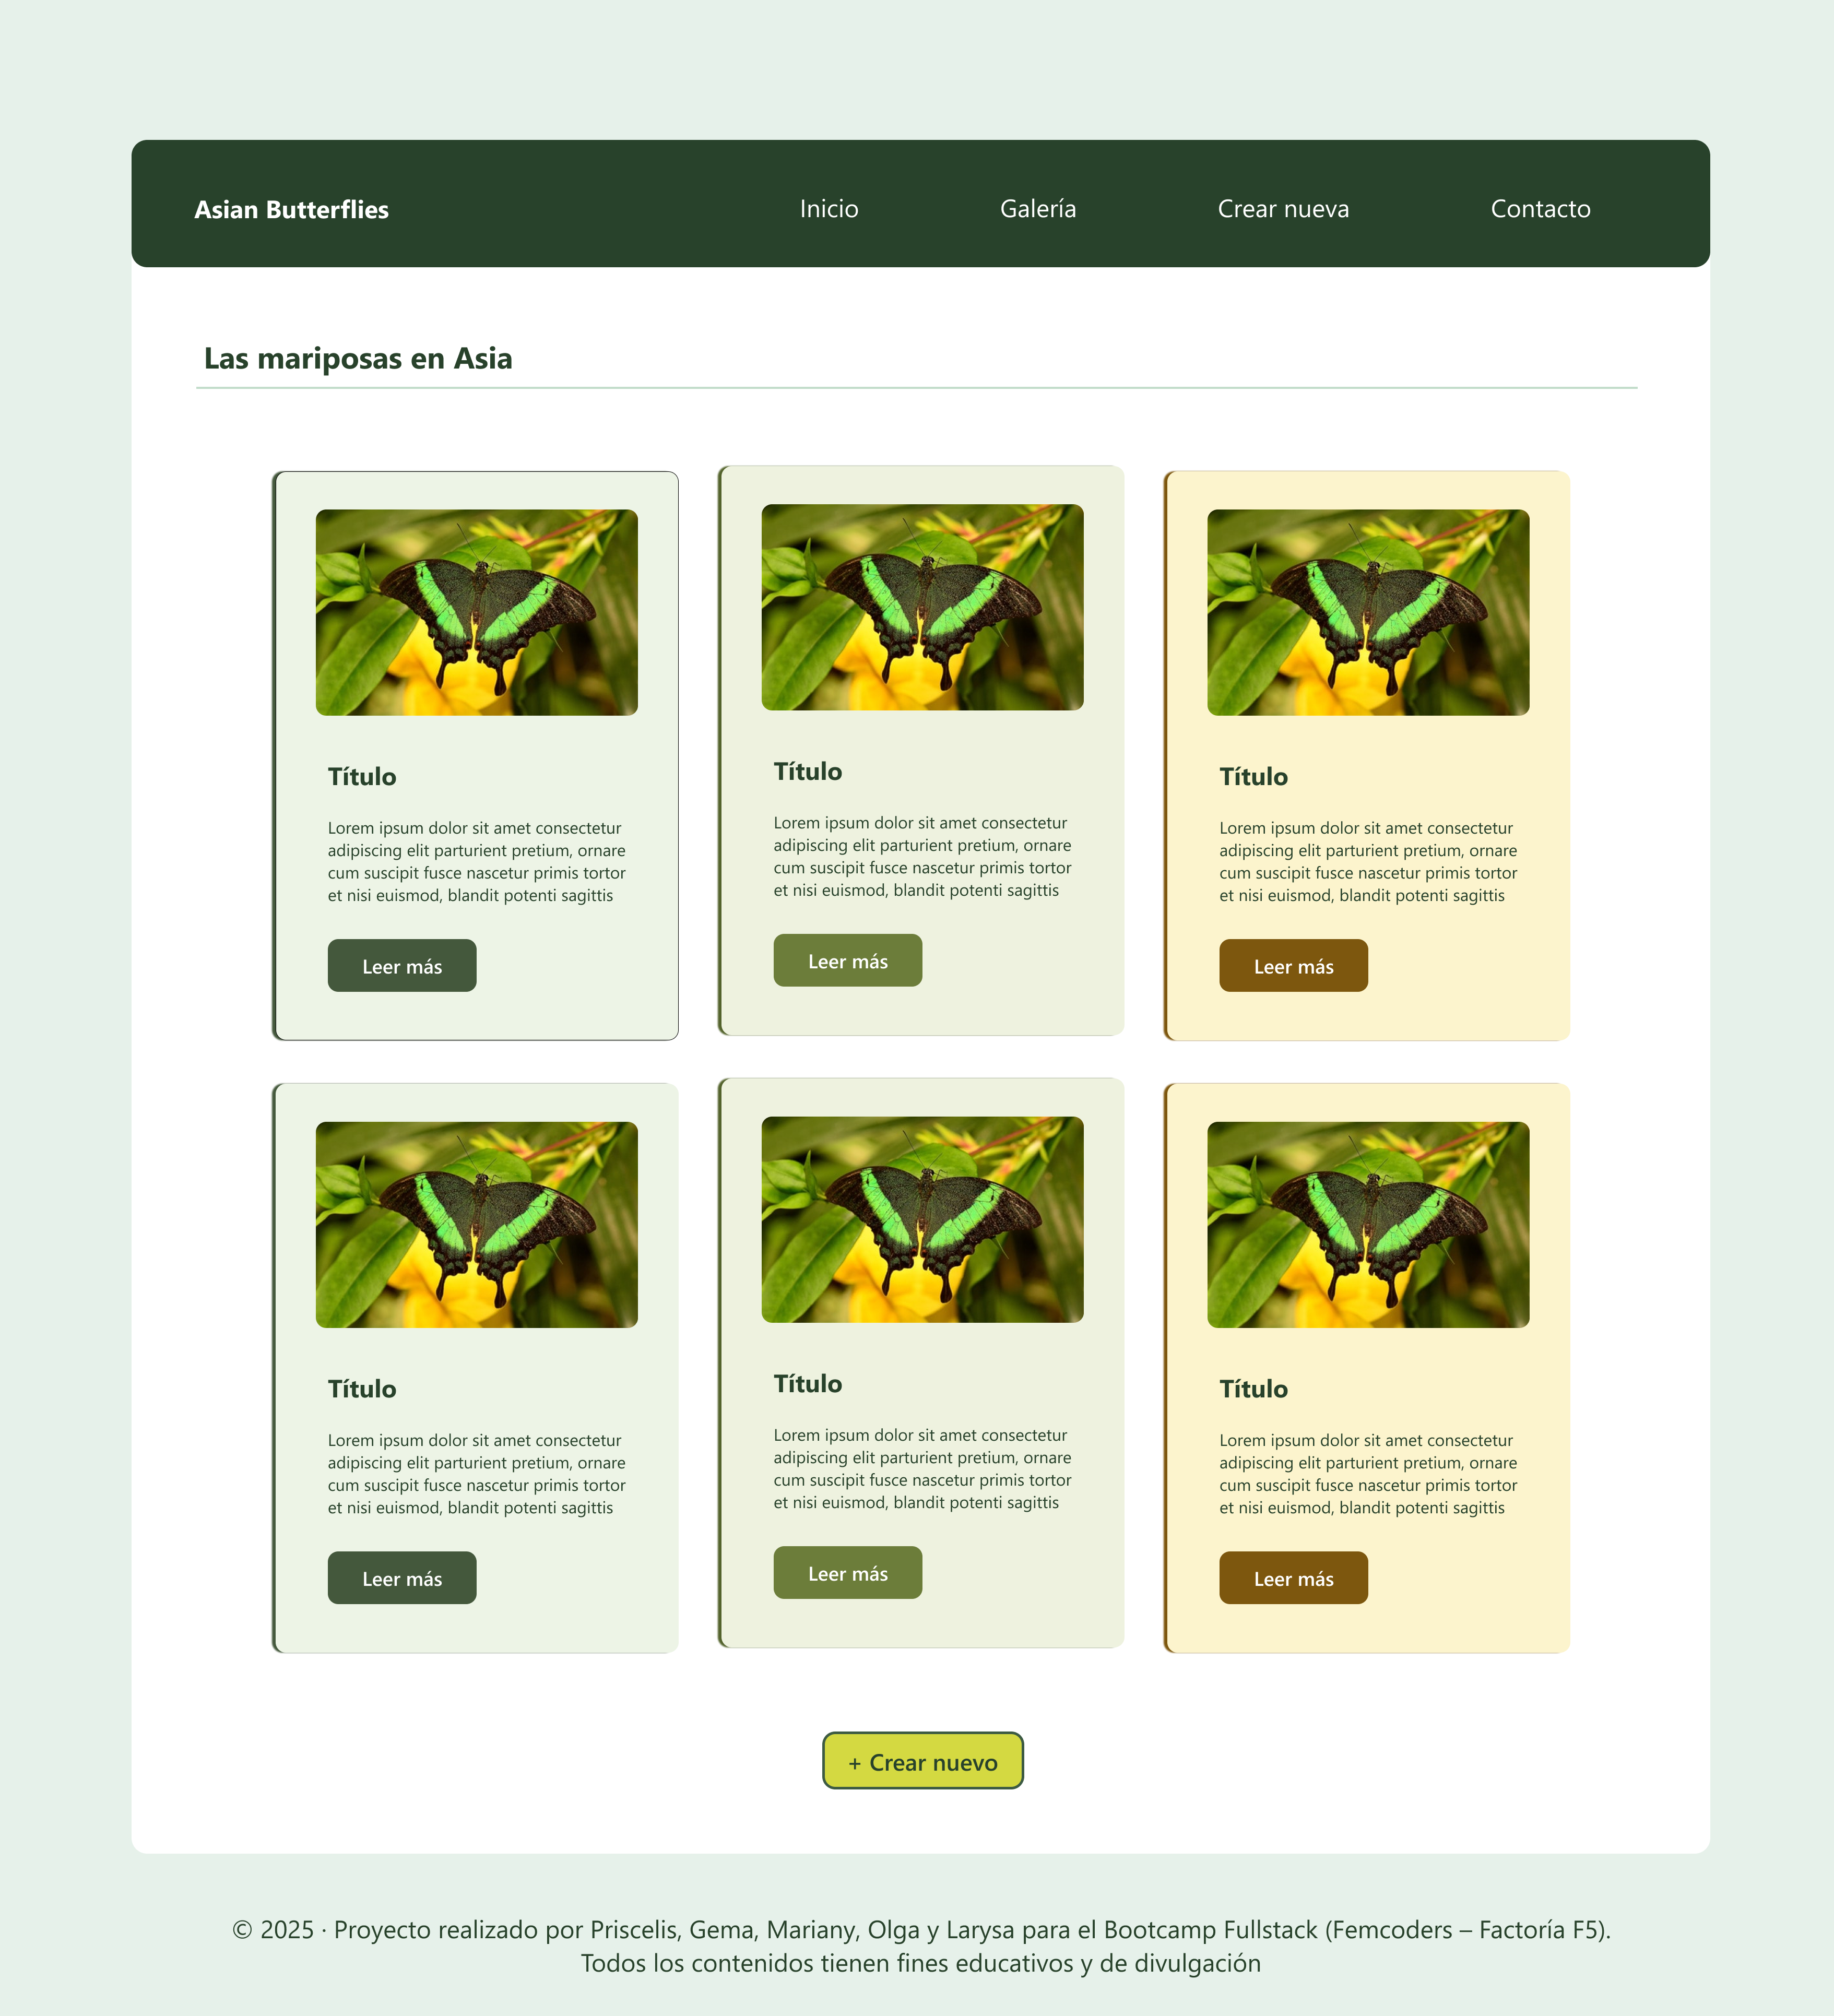 Asian Butterflies
Inicio
Galería
Crear nueva
Contacto
Las mariposas en Asia
Título
Lorem ipsum dolor sit amet consectetur
adipiscing elit parturient pretium, ornare
cum suscipit fusce nascetur primis tortor
et nisi euismod, blandit potenti sagittis
Leer más
Título
Lorem ipsum dolor sit amet consectetur
adipiscing elit parturient pretium, ornare
cum suscipit fusce nascetur primis tortor
et nisi euismod, blandit potenti sagittis
Leer más
Título
Lorem ipsum dolor sit amet consectetur
adipiscing elit parturient pretium, ornare
cum suscipit fusce nascetur primis tortor
et nisi euismod, blandit potenti sagittis
Leer más
Título
Lorem ipsum dolor sit amet consectetur
adipiscing elit parturient pretium, ornare
cum suscipit fusce nascetur primis tortor
et nisi euismod, blandit potenti sagittis
Leer más
Título
Lorem ipsum dolor sit amet consectetur
adipiscing elit parturient pretium, ornare
cum suscipit fusce nascetur primis tortor
et nisi euismod, blandit potenti sagittis
Leer más
Título
Lorem ipsum dolor sit amet consectetur
adipiscing elit parturient pretium, ornare
cum suscipit fusce nascetur primis tortor
et nisi euismod, blandit potenti sagittis
Leer más
+ Crear nuevo
© 2025 · Proyecto realizado por Priscelis, Gema, Mariany, Olga y Larysa para el Bootcamp Fullstack (Femcoders – Factoría F5).
Todos los contenidos tienen fines educativos y de divulgación